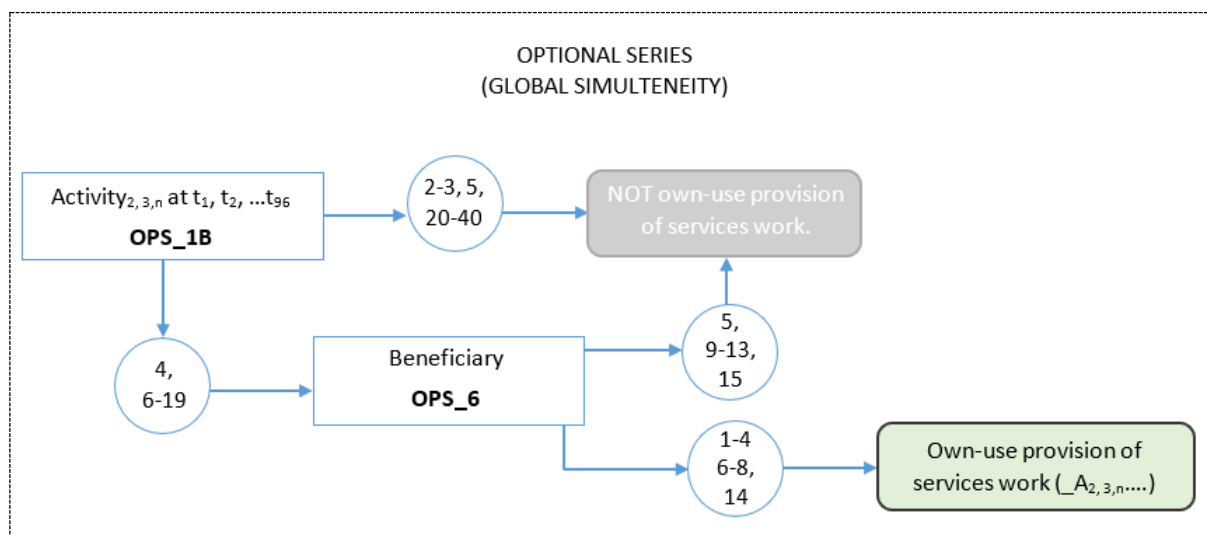 OPTIONAL SERIES
(GLOBAL SIMULTENEITY)
Activity2, 3,n at t1, t2, ...t96
OPS_1B
2-3, 5,
20-40
NOT own-use provision
of services work.
4,
6-19
Beneficiary
OPS_6
5,
9-13,
15
1-4
6-8,
14
Own-use provision of
services work (_A2, 3,n....)